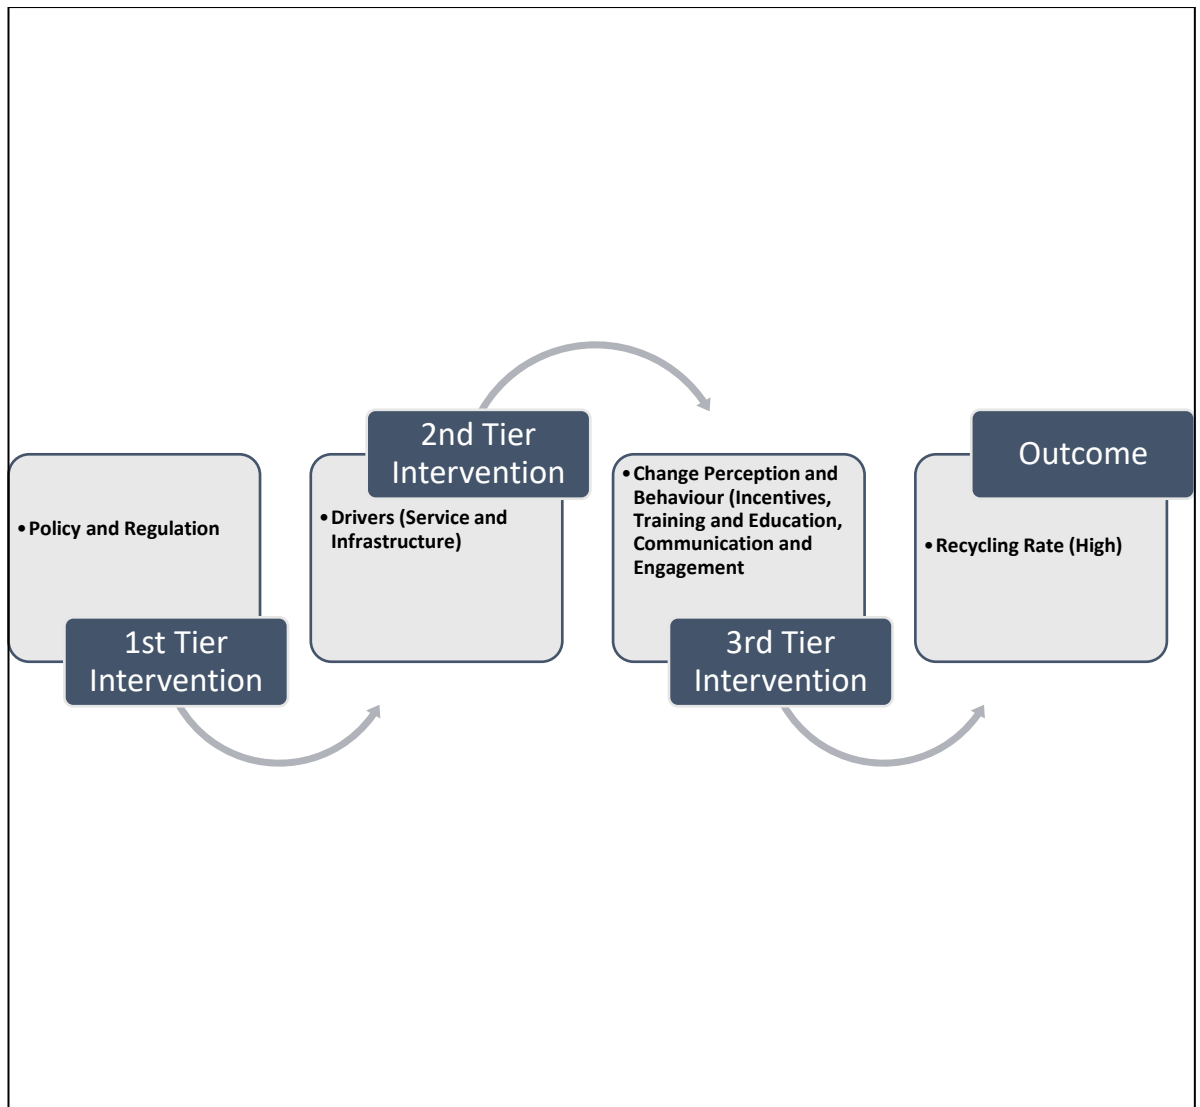 • Policy and Regulation
1st Tier
Intervention
2nd Tier
Intervention
• Drivers (Service and
Infrastructure)
• Change Perception and
Behaviour (Incentives,
Training and Education,
Communication and
Engagement
3rd Tier
Intervention
Outcome
• Recycling Rate (High)